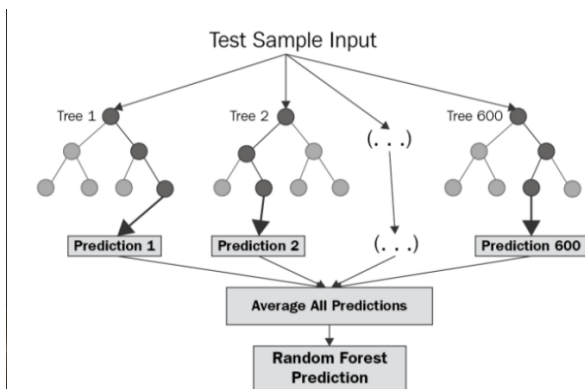 Test Sample Input
Tree 1
Tree 2
Tree 600
(. . .)
Prediction 1
Prediction 2
(. . .)
Prediction 600
Average All Predictions
Random Forest
Prediction